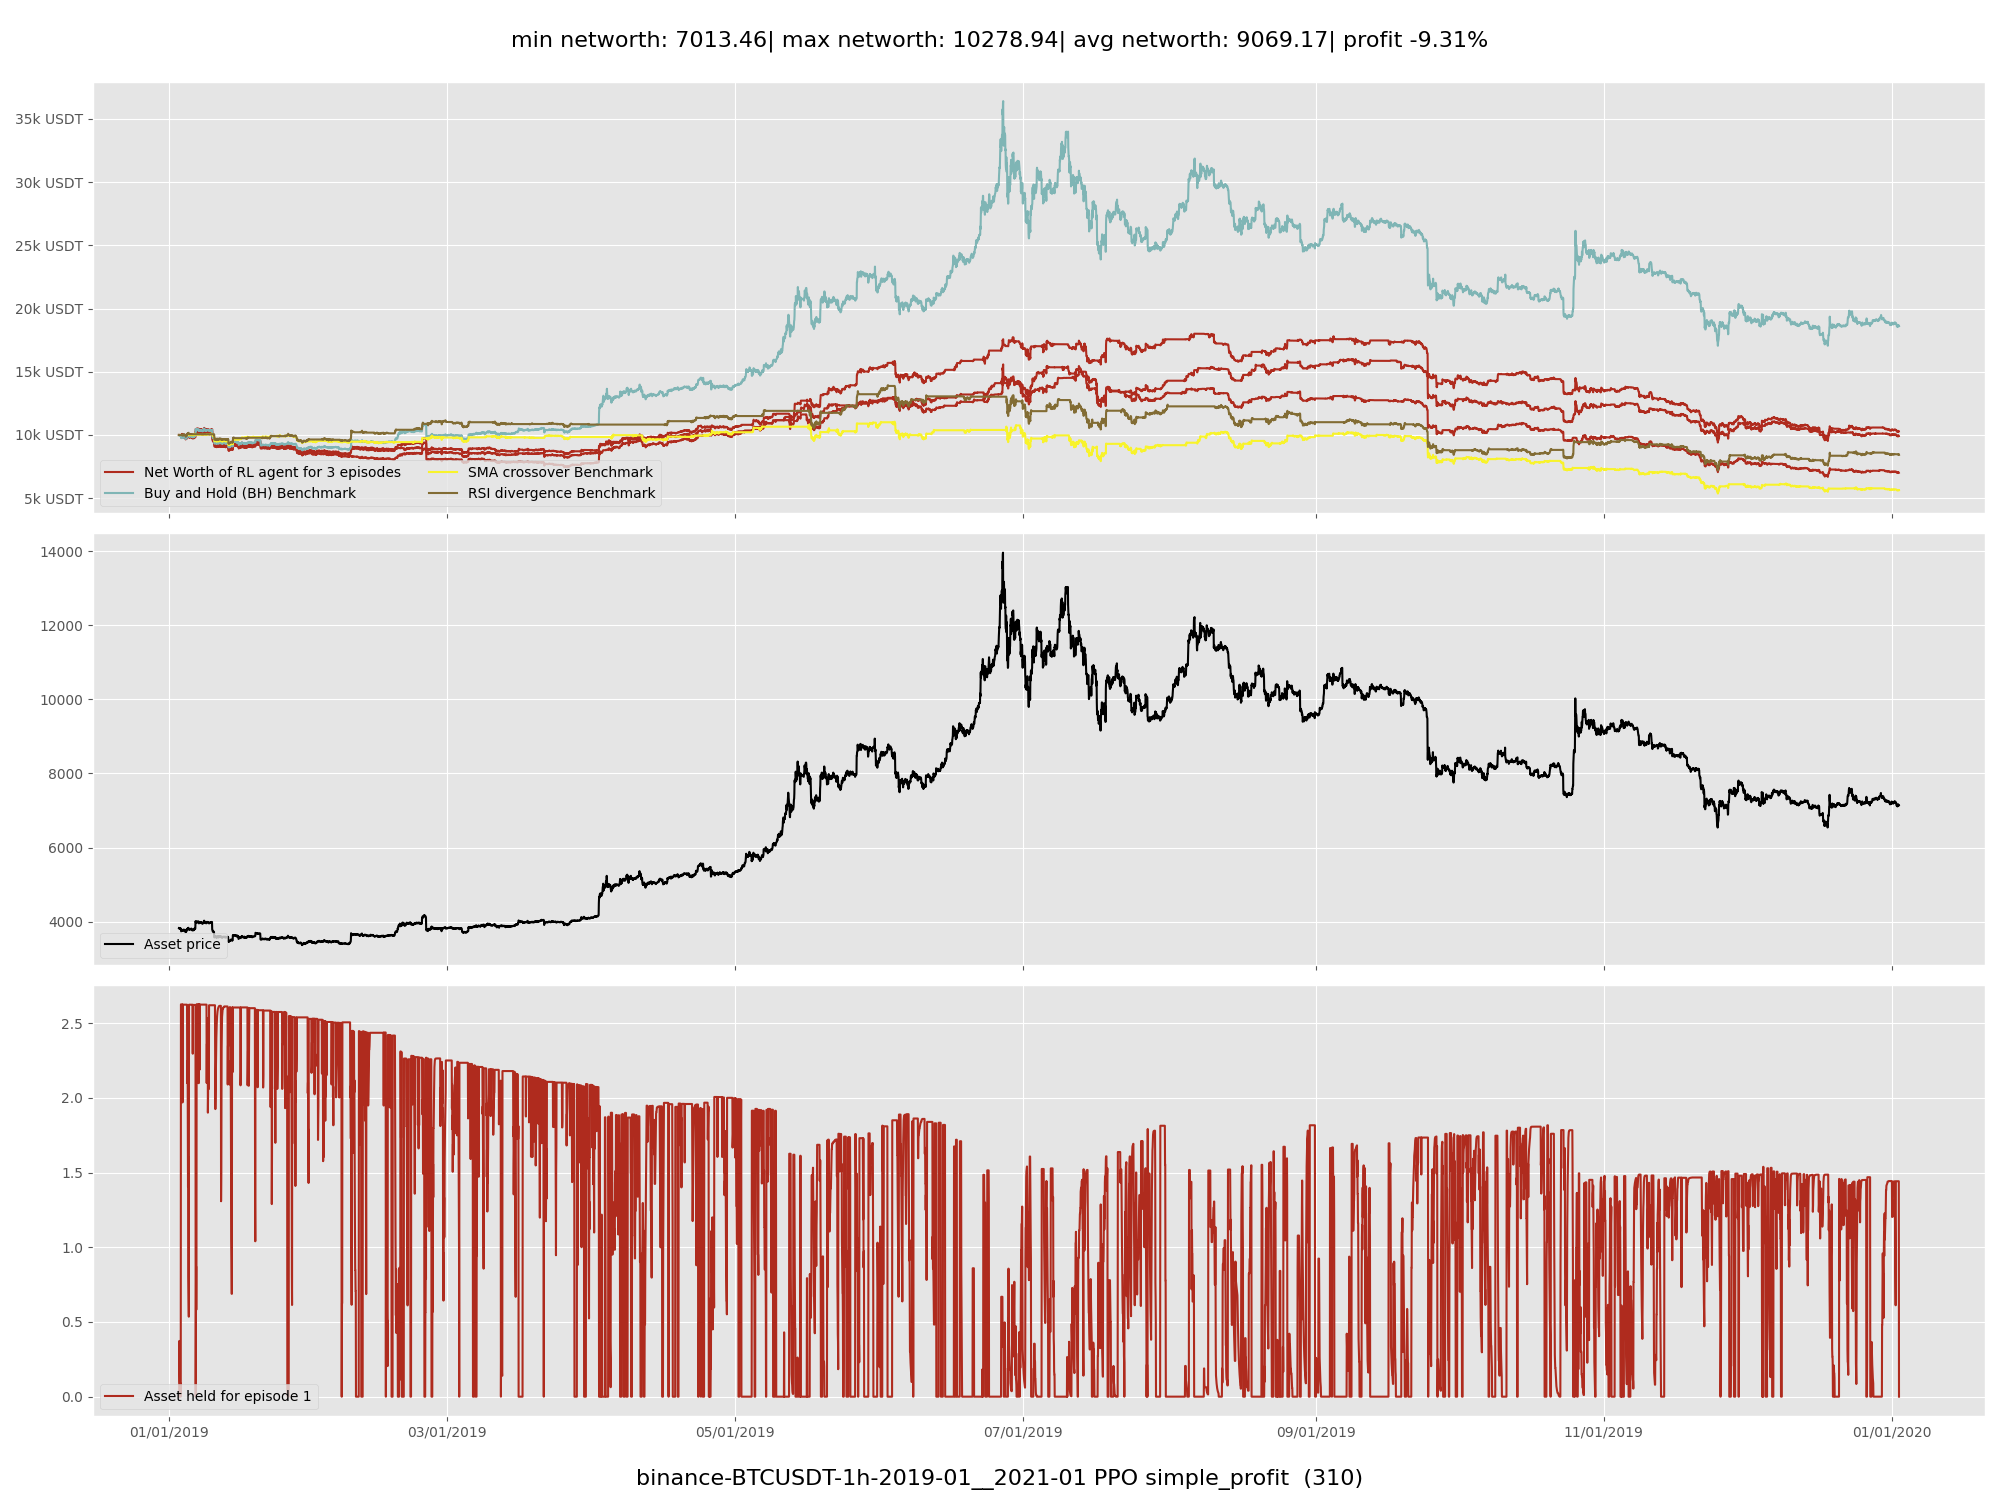 min networth: 7013.46| max networth: 10278.94| avg networth: 9069.17| profit -9.31%
35k USDT
30k USDT
25k USDT
20k USDT
15k USDT
10k USDT
5k USDT
Net Worth of RL agent for 3 episodes
Buy and Hold (BH) Benchmark
SMA crossover Benchmark
RSI divergence Benchmark
14000
12000
10000
8000
6000
4000
Asset price
2.5
2.0
1.5
1.0
0.5
0.0
Asset held for episode 1
01/01/2019 03/01/2019 05/01/2019 07/01/2019 09/01/2019 11/01/2019 01/01/2020
binance-BTCUSDT-1h-2019-01__2021-01 PPO simple_profit (310)